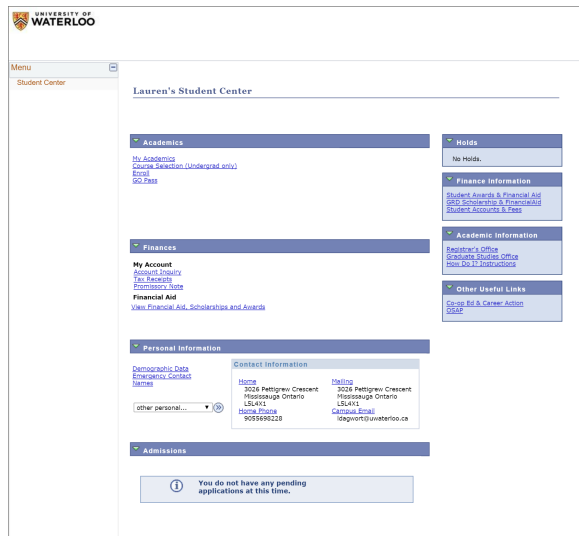 UNIVERSITY OF
WATERLOO
Menu
Student Center
Lauren's Student Center
Academics
My Academics
Course Selection (Undergrad only)
Enroll
GO Pass
Finances
My Account
Account Inquiry
Tax Receipts
Promissory Note
Financial Aid
View Financial Aid, Scholarships and Awards
Personal Information
Demographic Data
Emergency Contact
Names
other personal...
Contact Information
Home
3026 Pettigrew Crescent
Mississauga Ontario
L5L4X1
Home Phone
9055698228
Mailing
3026 Pettigrew Crescent
Mississauga Ontario
L5L4X1
Campus Email
ldagwort@uwaterloo.ca
Admissions
You do not have any pending
applications at this time.
Holds
No Holds.
Finance Information
Student Awards & Financial Aid
GRD Scholarship & FinancialAid
Student Accounts & Fees
Academic Information
Registrar's Office
Graduate Studies Office
How Do I? Instructions
Other Useful Links
Co-op Ed & Career Action
OSAP